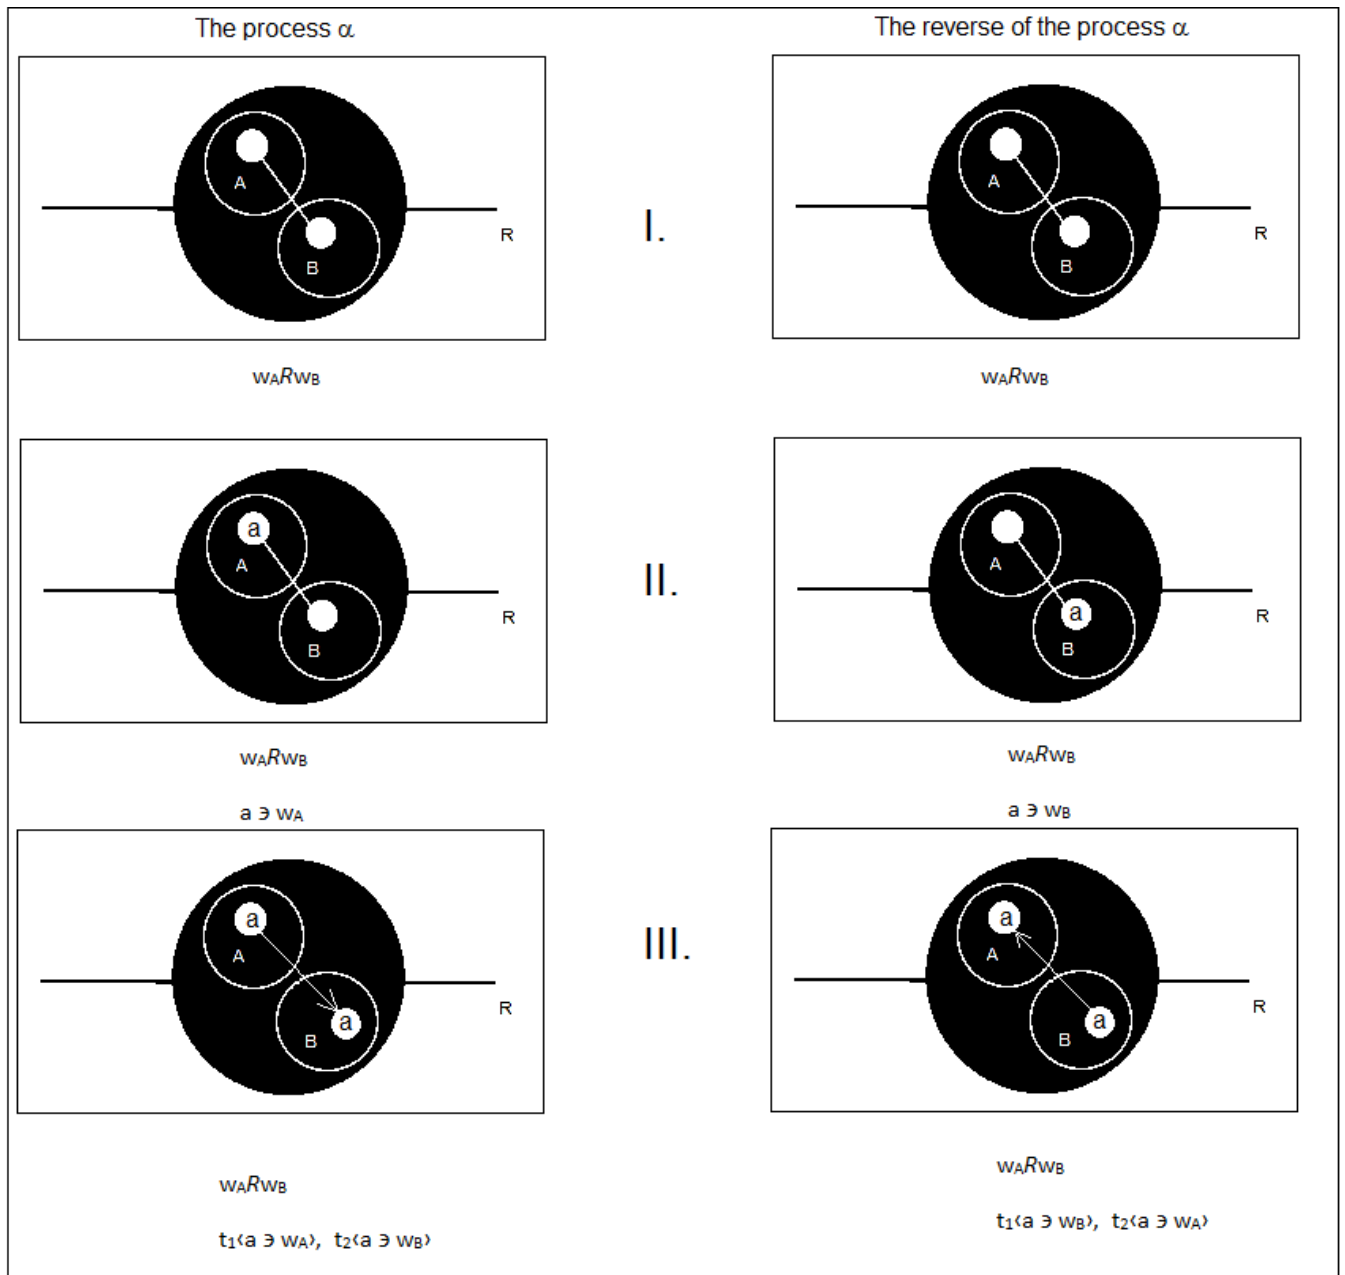 The process α
The reverse of the process α
A
B
R
I.
A
B
R
wARwB
wARwB
a
A
B
R
II.
A
a
B
R
wARwB
a ∋ wA
wARwB
a ∋ wB
a
A
a
B
R
III.
a
A
a
B
R
wARwB
t1‹a ∋ wA›, t2‹a ∋ wB›
wARwB
t1‹a ∋ wB›, t2‹a ∋ wA›